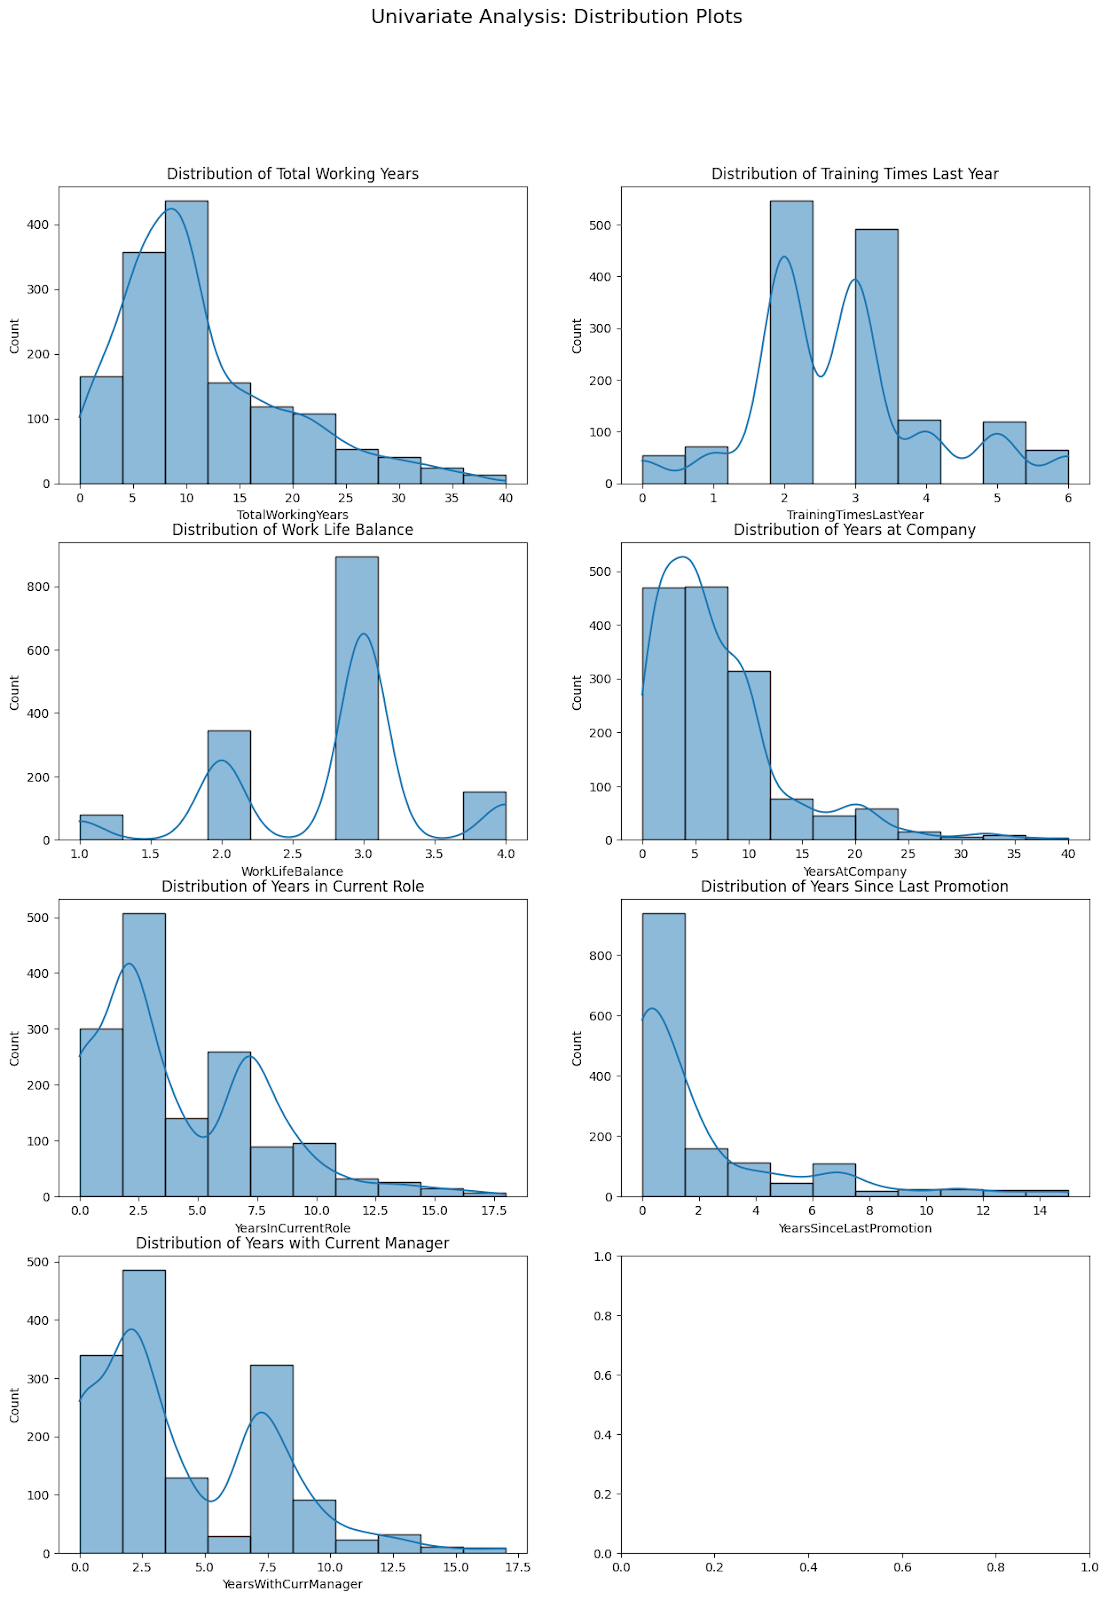 Univariate Analysis: Distribution Plots
Distribution of Total Working Years
Count
400
300
200
100
0
0 5 10 15 20 25 30 35 40
TotalWorkingYears
Distribution of Training Times Last Year
Count
500
400
300
200
100
0
0 1 2 3 4 5 6
TrainingTimesLastYear
Distribution of Work Life Balance
Count
800
600
400
200
0
1.0 1.5 2.0 2.5 3.0 3.5 4.0
WorkLifeBalance
Distribution of Years at Company
Count
500
400
300
200
100
0
0 5 10 15 20 25 30 35 40
YearsAtCompany
Distribution of Years in Current Role
Count
500
400
300
200
100
0
0.0 2.5 5.0 7.5 10.0 12.5 15.0 17.5
YearsInCurrentRole
Distribution of Years Since Last Promotion
Count
800
600
400
200
0
0 2 4 6 8 10 12 14
YearsSinceLastPromotion
Distribution of Years with Current Manager
Count
500
400
300
200
100
0
0.0 2.5 5.0 7.5 10.0 12.5 15.0 17.5
YearsWithCurrManager
1.0
0.8
0.6
0.4
0.2
0.0
0.0 0.2 0.4 0.6 0.8 1.0